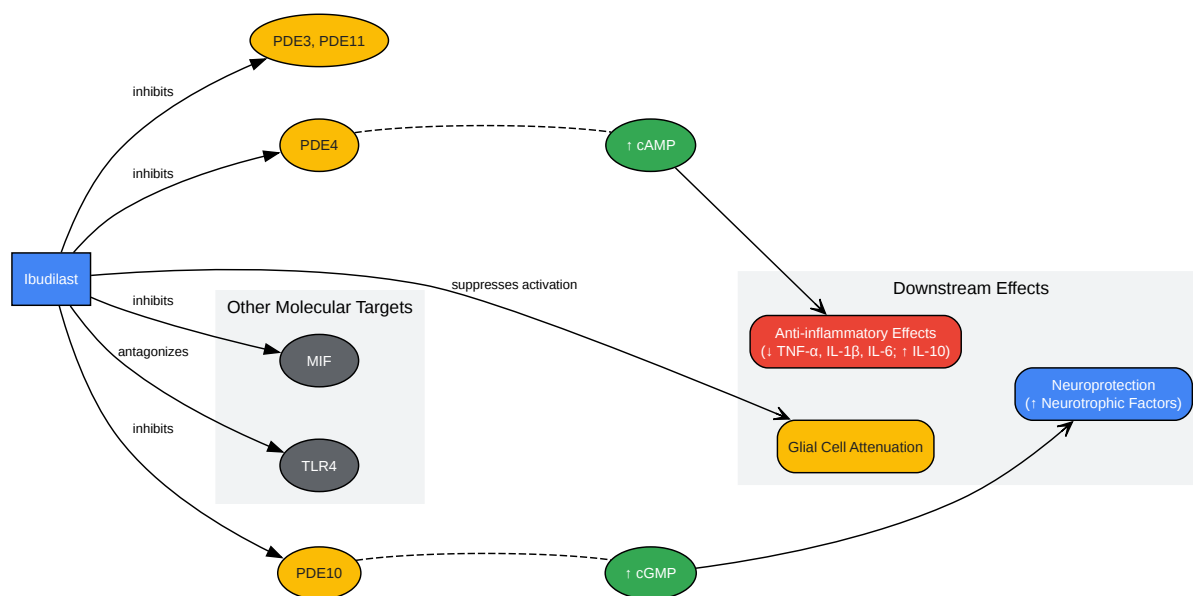 PDE3, PDE11
inhibits
PDE4
↑ cAMP
inhibits
Ibudilast
suppresses activation
Downstream Effects
inhibits
Other Molecular Targets
Anti-inflammatory Effects
(↓ TNF-α, IL-1β, IL-6; ↑ IL-10)
antagonizes
MIF
Neuroprotection
(↑ Neurotrophic Factors)
inhibits
Glial Cell Attenuation
TLR4
PDE10
↑ cGMP